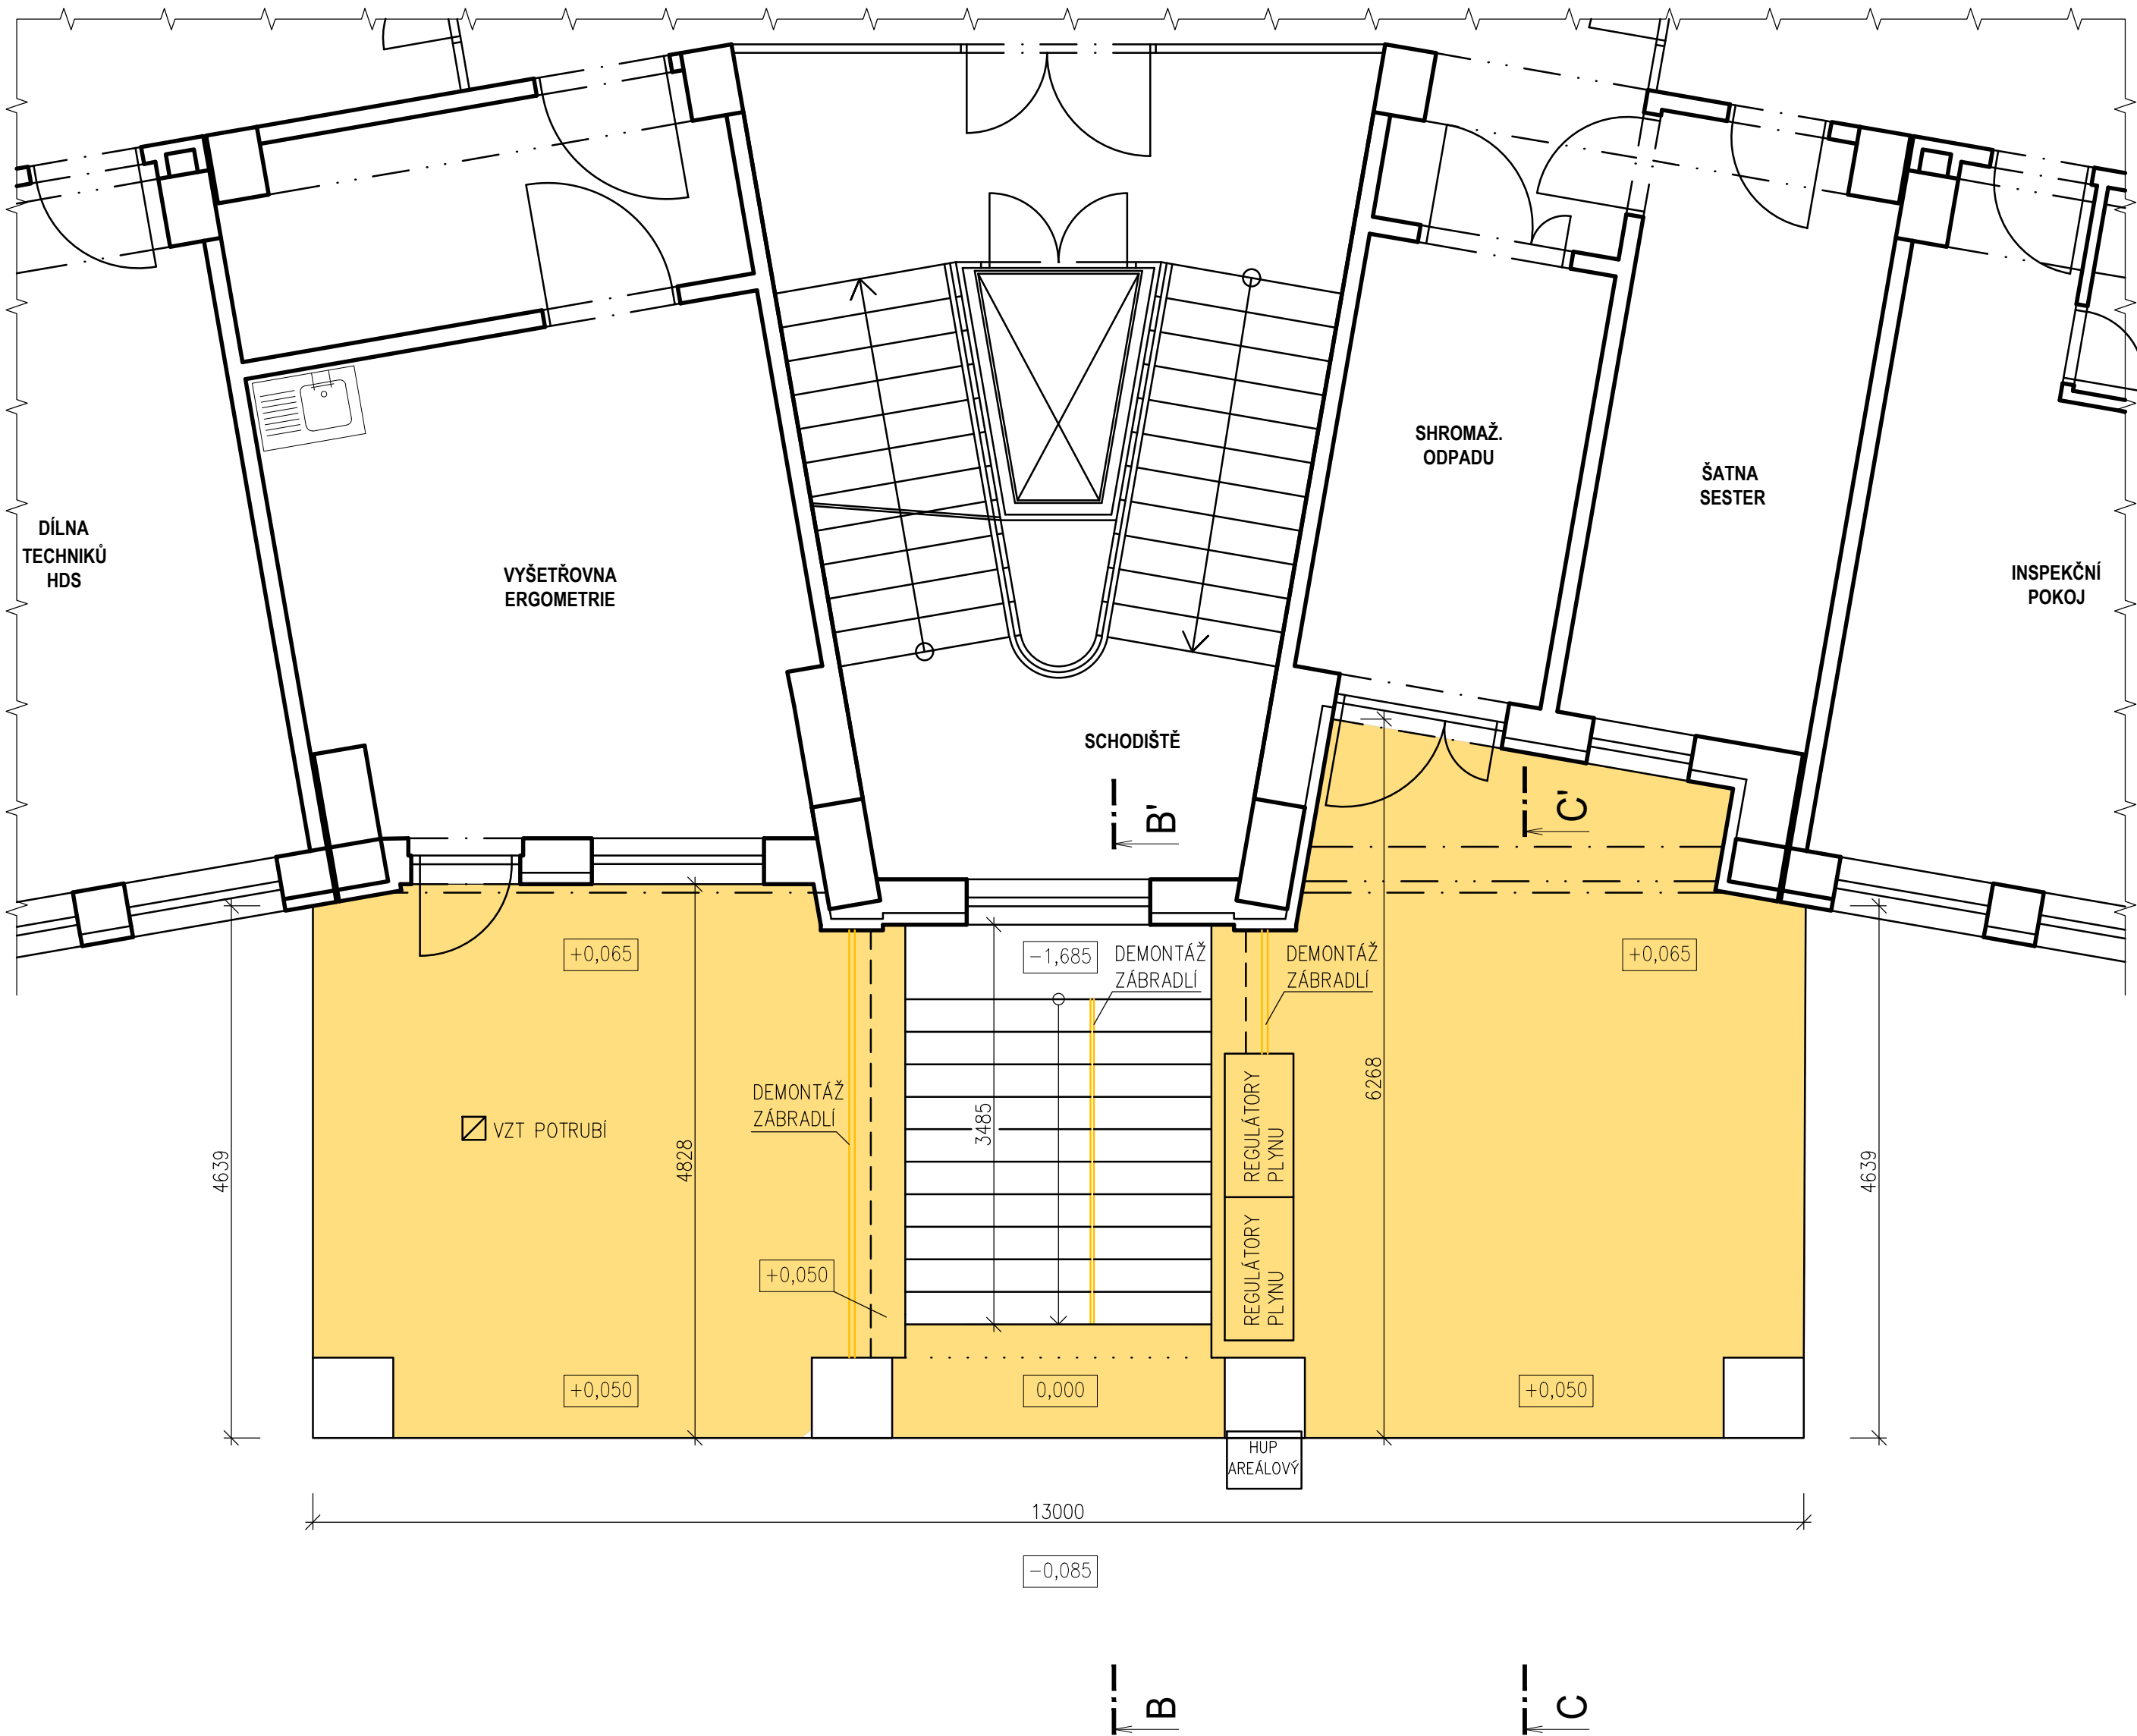 SHROMAŽ.
ODPADU
ŠATNA
SESTER
DÍLNA
TECHNIKŮ
HDS
VYŠETŘOVNA
ERGOMETRIE
INSPEKČNÍ
POKOJ
SCHODIŠTĚ
B'
C'
+0,065
-1,685
DEMONTÁŽ
ZÁBRADLÍ
DEMONTÁŽ
ZÁBRADLÍ
+0,065
DEMONTÁŽ
ZÁBRADLÍ
VZT POTRUBÍ
4639
4828
3485
REGULÁTORY
PLYNU
6268
4639
REGULÁTORY
PLYNU
+0,050
+0,050
0,000
+0,050
HUP
AREÁLOVÝ
13000
-0,085
B
C